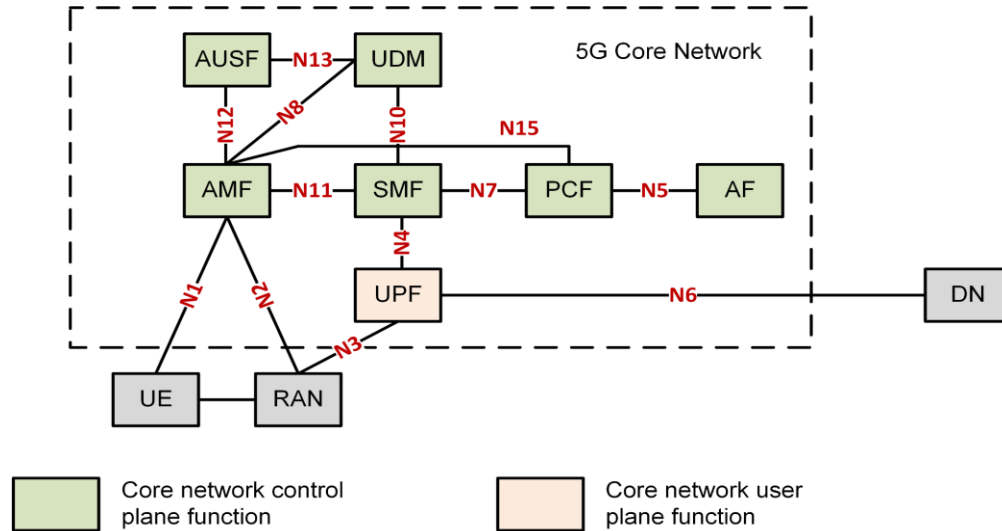 AUSF
N13
UDM
5G Core Network
N12
N8
N10
N15
AMF
N11
SMF
N7
PCF
N5
AF
N1
N2
N4
UPF
N6
DN
N3
UE
RAN
Core network control
plane function
Core network user
plane function